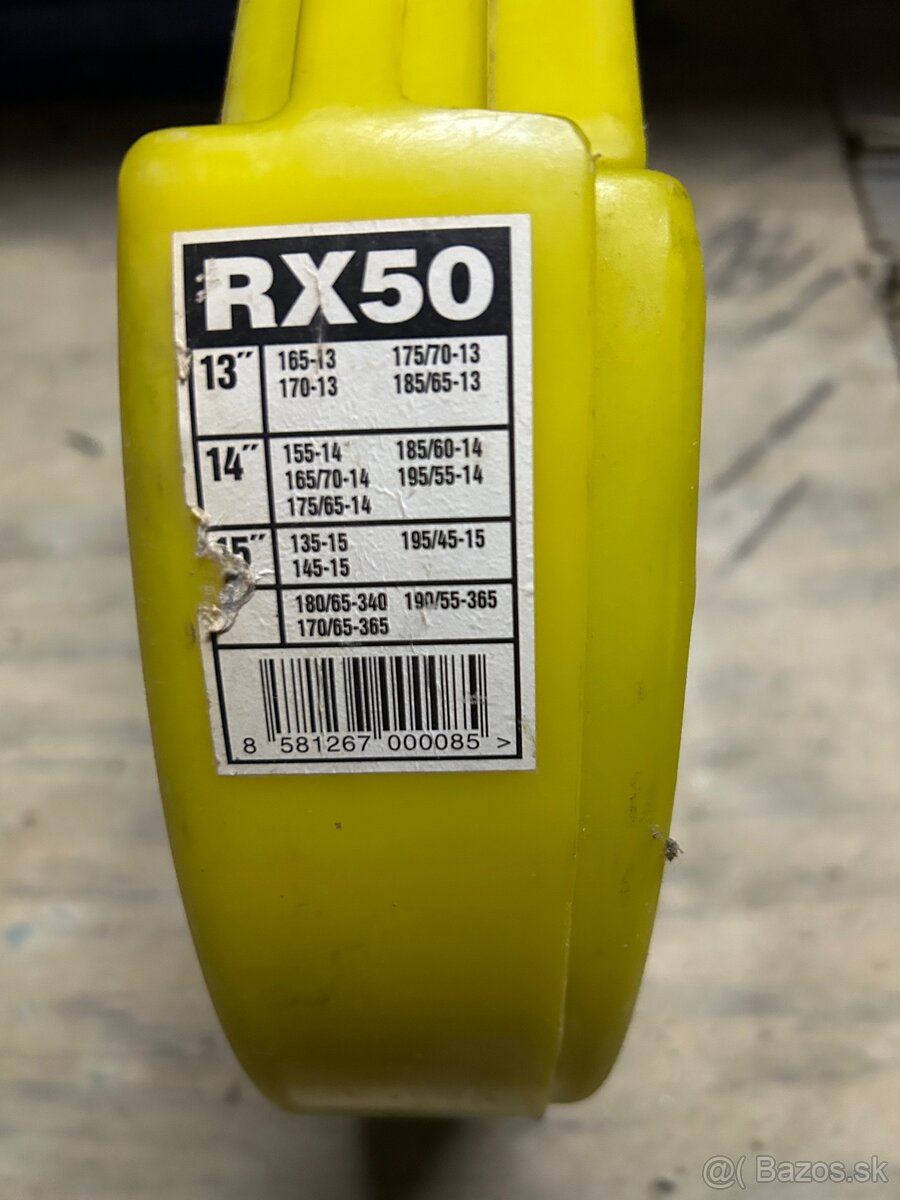 RX50
13" 165-13 175/70-13
170-13 185/65-13
14" 155-14 185/60-14
165/70-14 195/55-14
175/65-14
15" 135-15 195/45-15
145-15
180/65-340 190/55-365
170/65-365
8 581267 000085 >
@( Bazos.sk